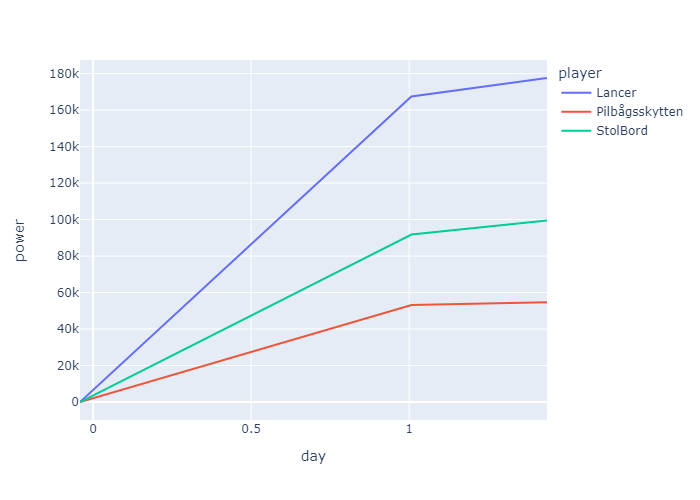 180k
160k
140k
120k
100k
80k
60k
40k
20k
0
power
0
0.5
1
day
player
Lancer
Pilbågsskytten
StolBord